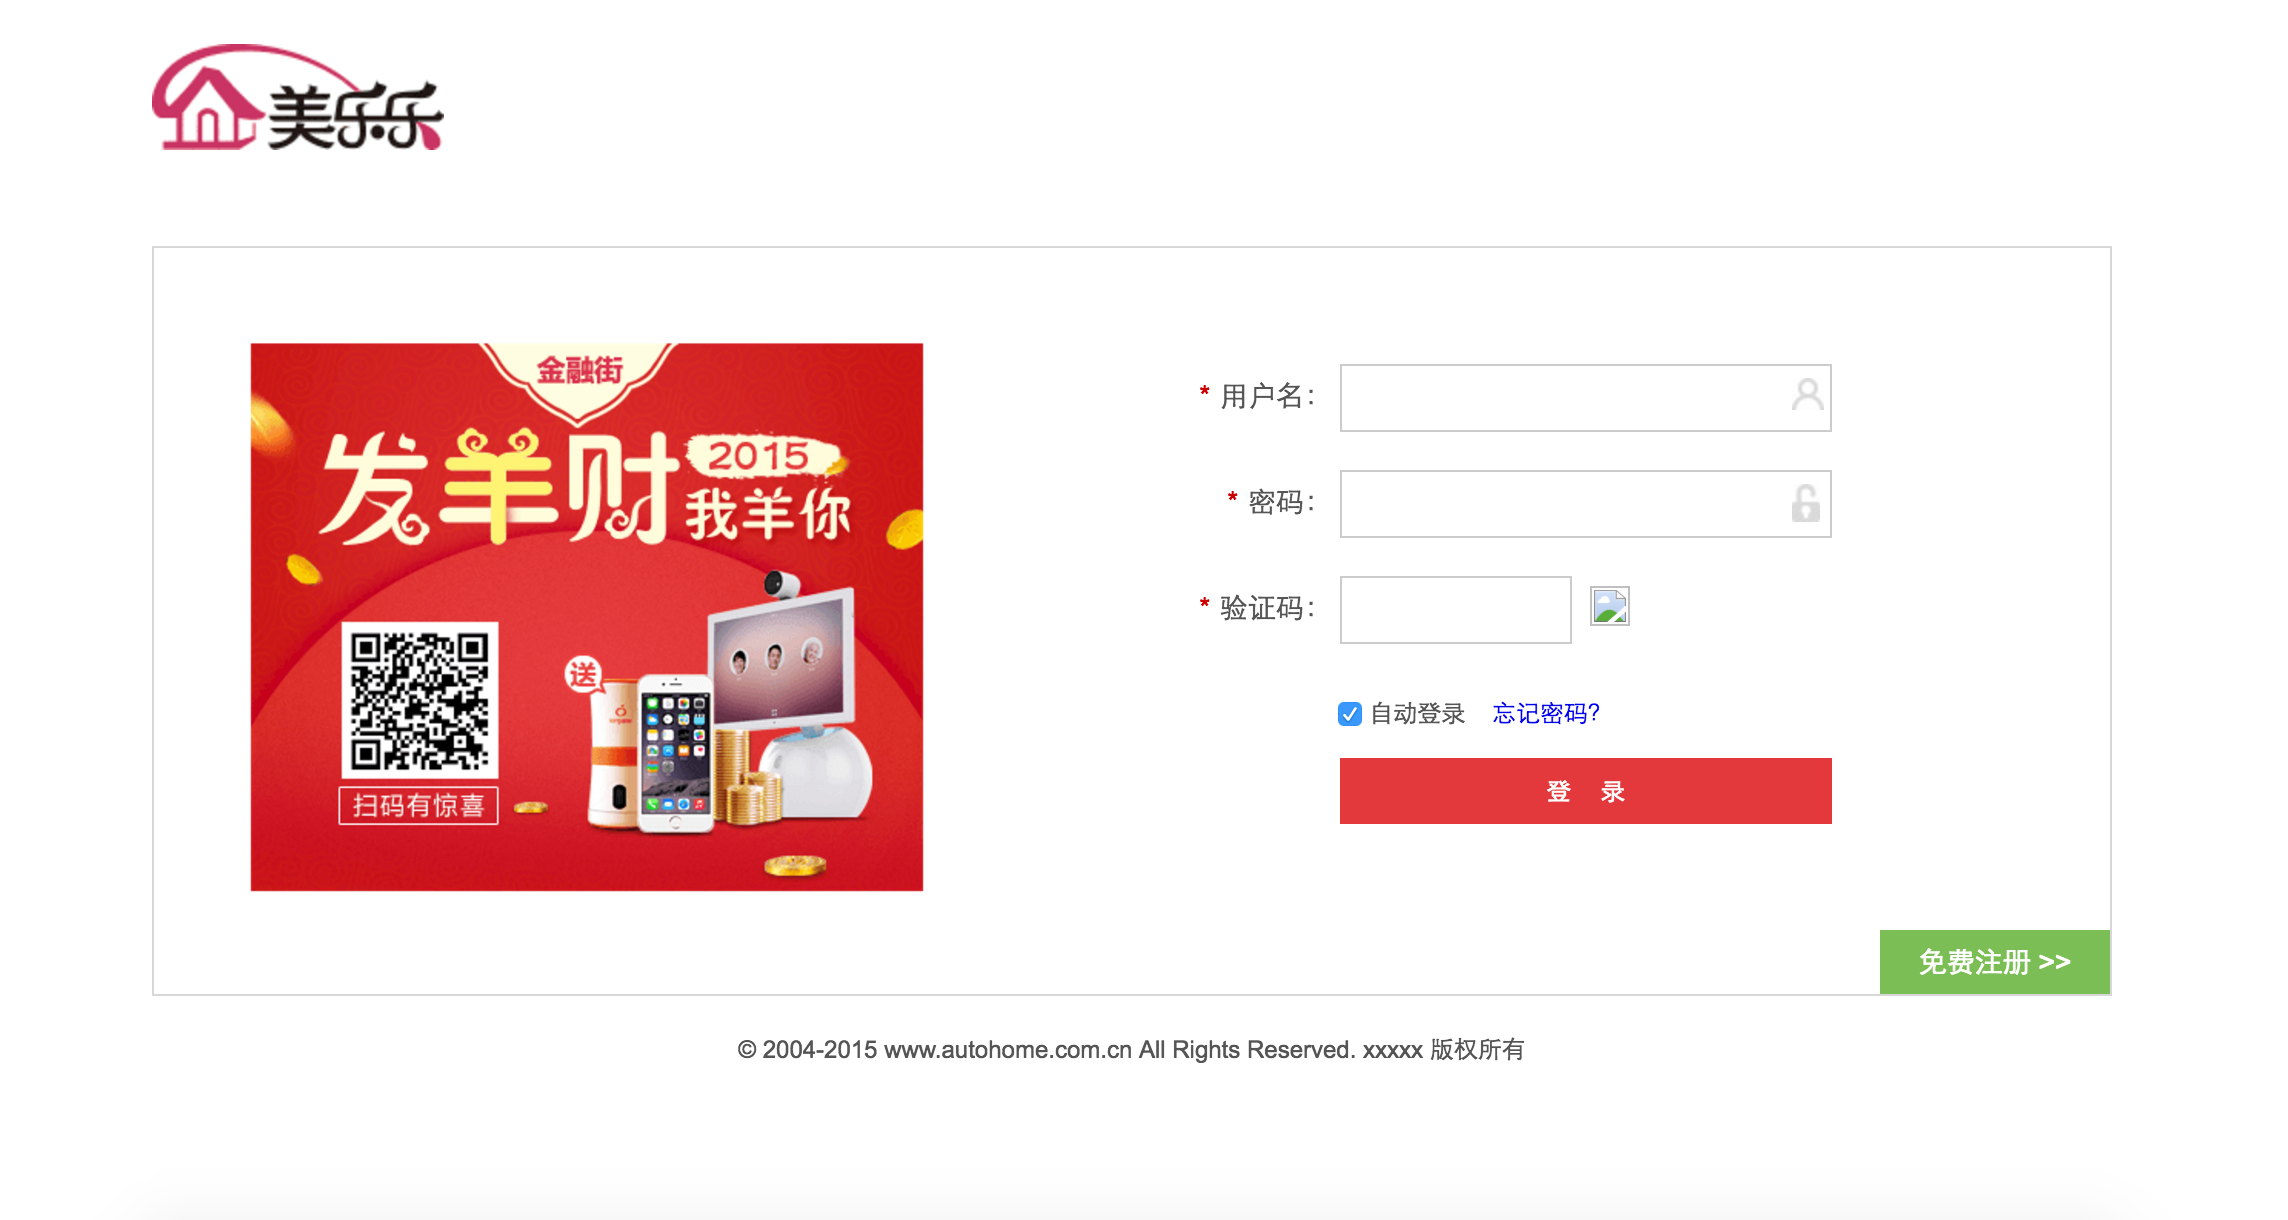 美乐乐
金融街
发羊财
2015
我羊你
送
扫码有惊喜
* 用户名：
* 密码：
* 验证码：
自动登录 忘记密码?
登 录
免费注册 >>
© 2004-2015 www.autohome.com.cn All Rights Reserved. xxxxx 版权所有